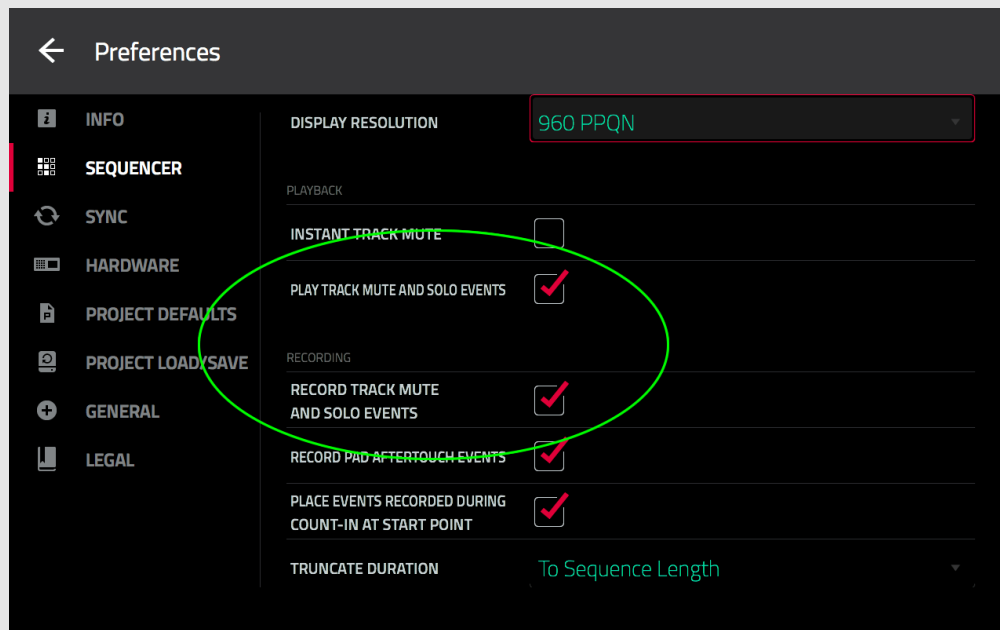 Preferences
INFO
SEQUENCER
SYNC
HARDWARE
PROJECT DEFAULTS
PROJECT LOAD/SAVE
GENERAL
LEGAL
DISPLAY RESOLUTION
960 PPQN
PLAYBACK
INSTANT TRACK MUTE
PLAY TRACK MUTE AND SOLO EVENTS
RECORDING
RECORD TRACK MUTE
AND SOLO EVENTS
RECORD PAD AFTERTOUCH EVENTS
PLACE EVENTS RECORDED DURING
COUNT-IN AT START POINT
TRUNCATE DURATION
To Sequence Length